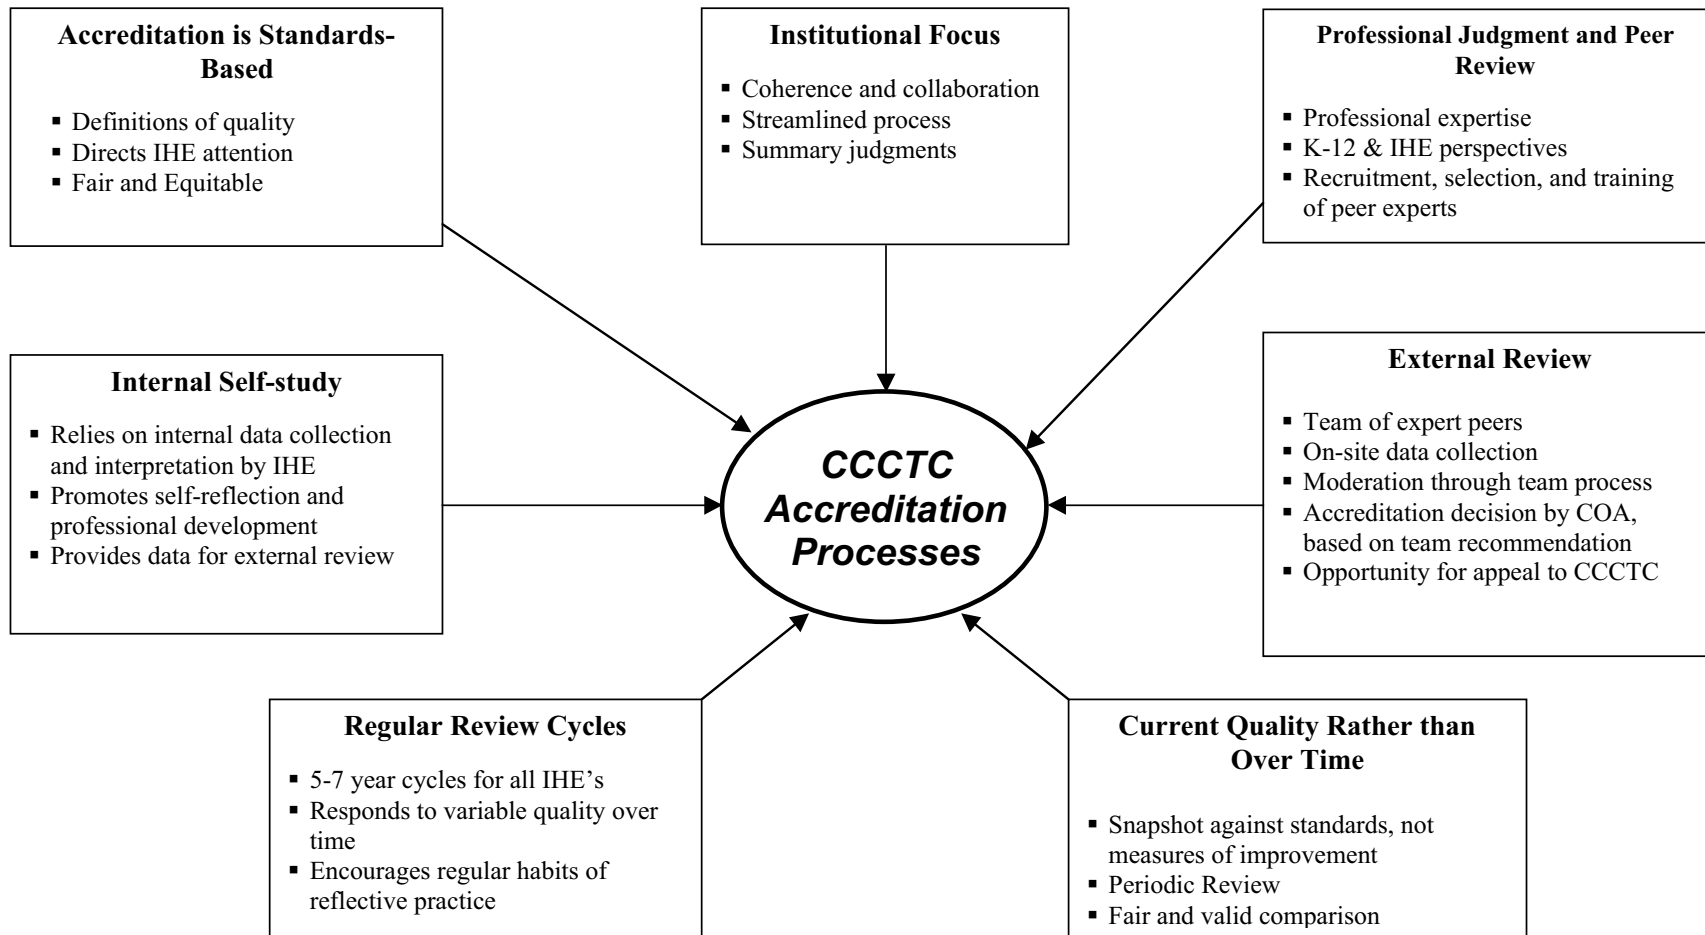 Accreditation is Standards-
Based
▪ Definitions of quality
▪ Directs IHE attention
▪ Fair and Equitable
Institutional Focus
▪ Coherence and collaboration
▪ Streamlined process
▪ Summary judgments
Professional Judgment and Peer
Review
▪ Professional expertise
▪ K-12 & IHE perspectives
▪ Recruitment, selection, and training
of peer experts
Internal Self-study
▪ Relies on internal data collection
and interpretation by IHE
▪ Promotes self-reflection and
professional development
▪ Provides data for external review
CCCTC
Accreditation
Processes
External Review
▪ Team of expert peers
▪ On-site data collection
▪ Moderation through team process
▪ Accreditation decision by COA,
based on team recommendation
▪ Opportunity for appeal to CCCTC
Regular Review Cycles
▪ 5-7 year cycles for all IHE’s
▪ Responds to variable quality over
time
▪ Encourages regular habits of
reflective practice
Current Quality Rather than
Over Time
▪ Snapshot against standards, not
measures of improvement
▪ Periodic Review
▪ Fair and valid comparison